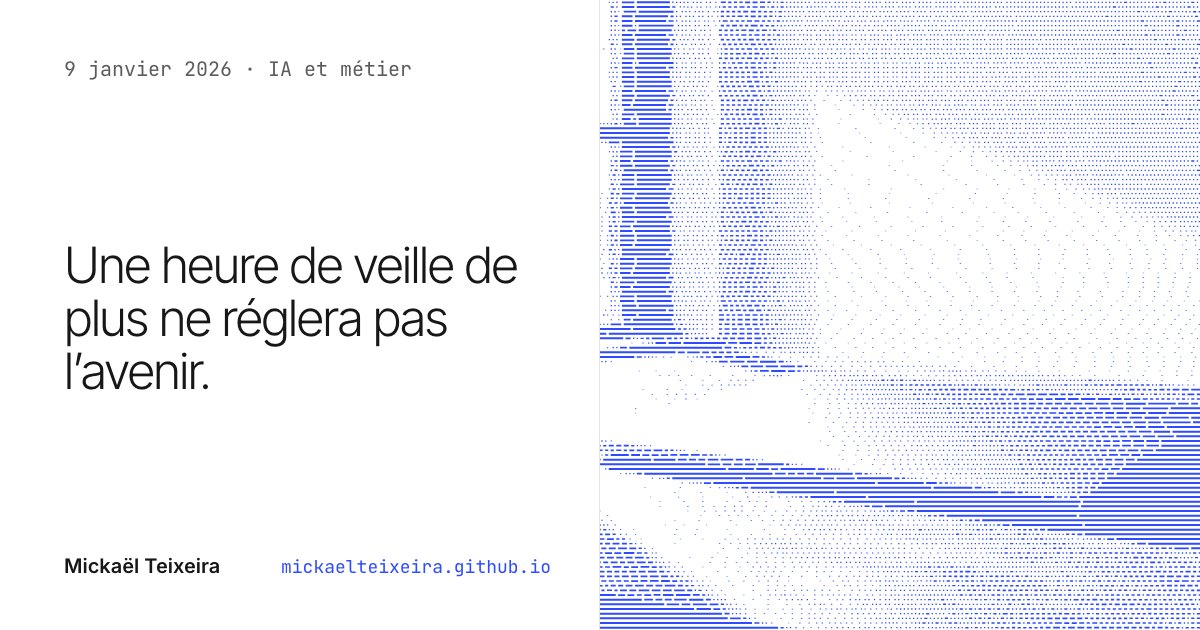 9 janvier 2026 · IA et métier
Une heure de veille de
plus ne réglera pas
l’avenir.
Mickaël Teixeira
mickaelteixeira.github.io